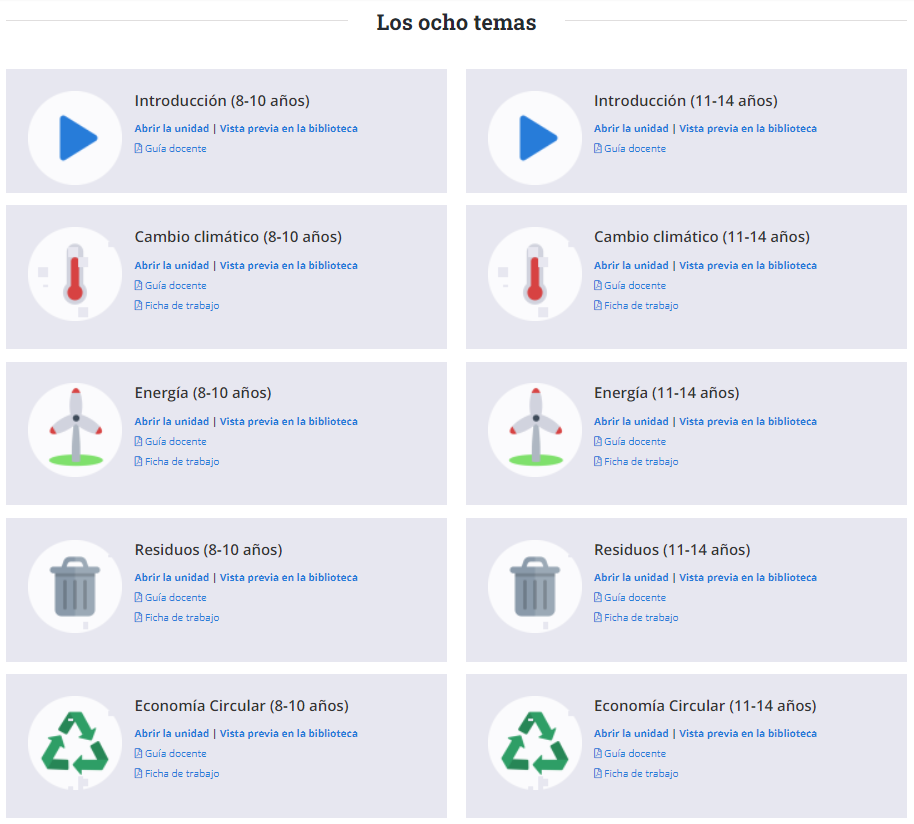 Los ocho temas
Introducción (8-10 años)
Abrir la unidad | Vista previa en la biblioteca
Guía docente
Introducción (11-14 años)
Abrir la unidad | Vista previa en la biblioteca
Guía docente
Cambio climático (8-10 años)
Abrir la unidad | Vista previa en la biblioteca
Guía docente
Ficha de trabajo
Cambio climático (11-14 años)
Abrir la unidad | Vista previa en la biblioteca
Guía docente
Ficha de trabajo
Energía (8-10 años)
Abrir la unidad | Vista previa en la biblioteca
Guía docente
Ficha de trabajo
Energía (11-14 años)
Abrir la unidad | Vista previa en la biblioteca
Guía docente
Ficha de trabajo
Residuos (8-10 años)
Abrir la unidad | Vista previa en la biblioteca
Guía docente
Ficha de trabajo
Residuos (11-14 años)
Abrir la unidad | Vista previa en la biblioteca
Guía docente
Ficha de trabajo
Economía Circular (8-10 años)
Abrir la unidad | Vista previa en la biblioteca
Guía docente
Ficha de trabajo
Economía Circular (11-14 años)
Abrir la unidad | Vista previa en la biblioteca
Guía docente
Ficha de trabajo